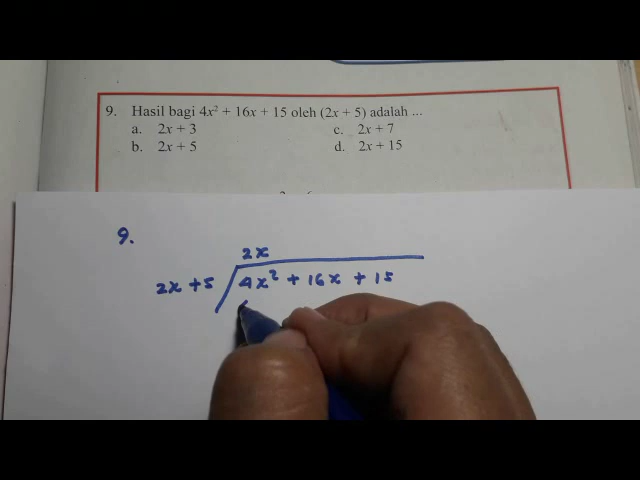 9. Hasil bagi 4x² + 16x + 15 oleh (2x + 5) adalah ...
a. 2x + 3 c. 2x + 7
b. 2x + 5 d. 2x + 15
9.
2x
2x + 5 4x² + 16x + 15